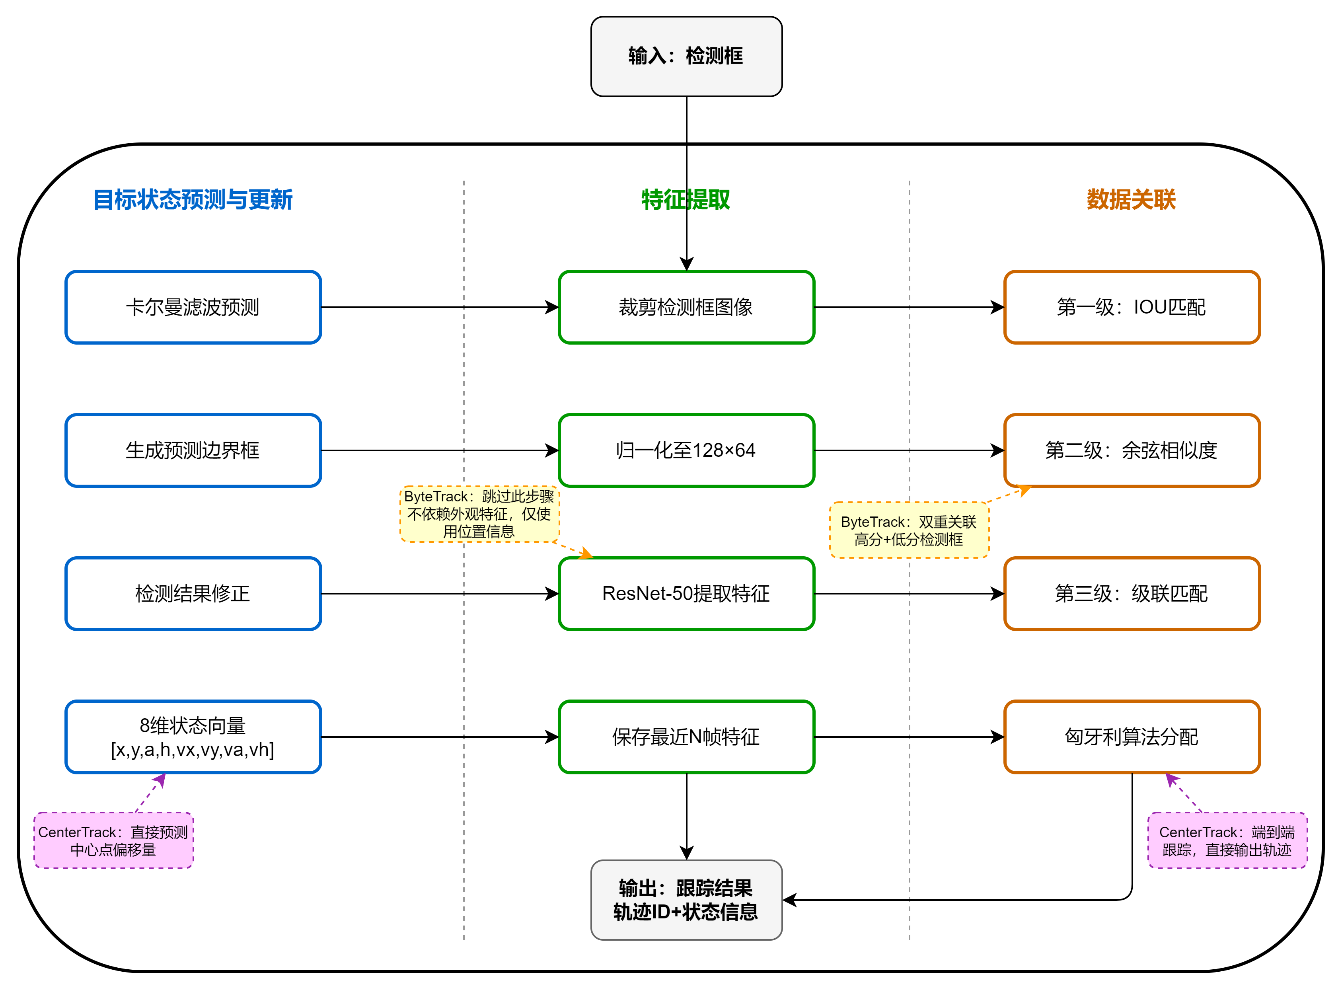 输入：检测框
目标状态预测与更新
特征提取
数据关联
卡尔曼滤波预测
裁剪检测框图像
第一级：IOU匹配
生成预测边界框
归一化至128×64
第二级：余弦相似度
ByteTrack：跳过此步骤
不依赖外观特征，仅使
用位置信息
ByteTrack：双重关联
高分+低分检测框
检测结果修正
ResNet-50提取特征
第三级：级联匹配
8维状态向量
[x,y,a,h,vx,vy,va,vh]
保存最近N帧特征
匈牙利算法分配
CenterTrack：直接预测
中心点偏移量
CenterTrack：端到端
跟踪，直接输出轨迹
输出：跟踪结果
轨迹ID+状态信息